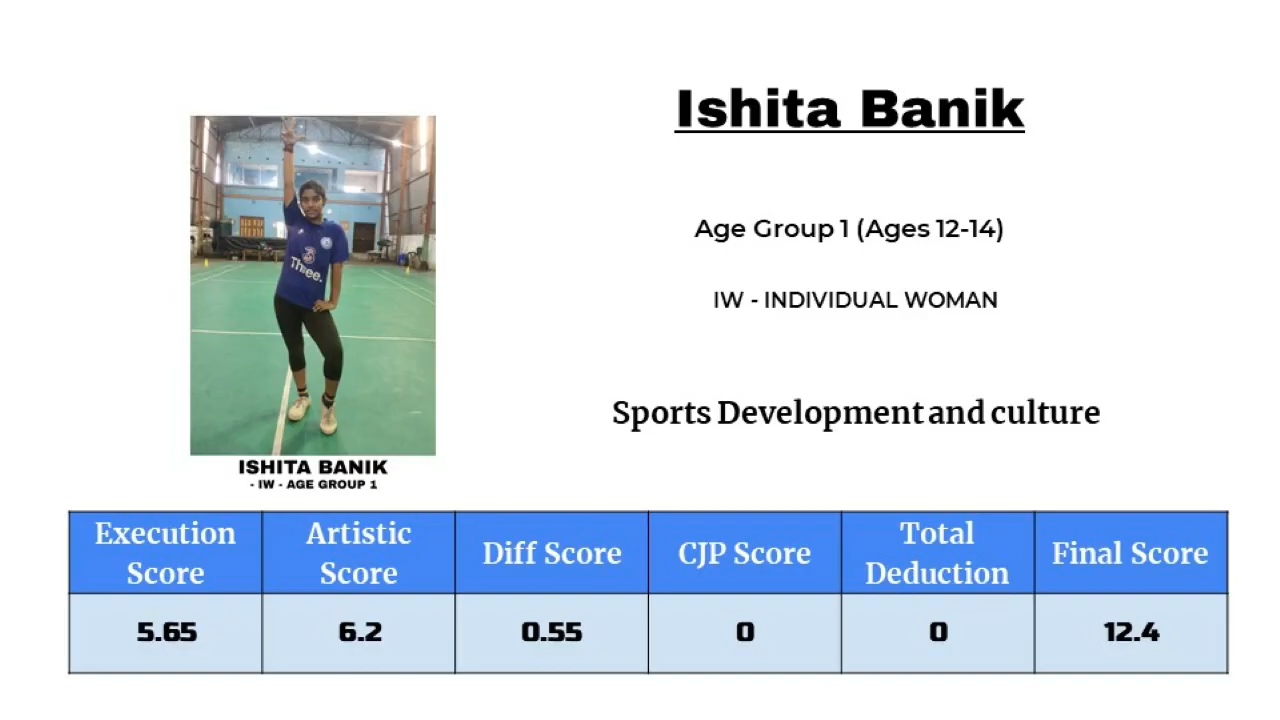 Ishita Banik
Age Group 1 (Ages 12-14)
IW - INDIVIDUAL WOMAN
Sports Development and culture
3
Three.
ISHITA BANIK
- IW - AGE GROUP 1
Execution Score
Artistic Score
Diff Score
CJP Score
Total Deduction
Final Score
5.65
6.2
0.55
0
0
12.4